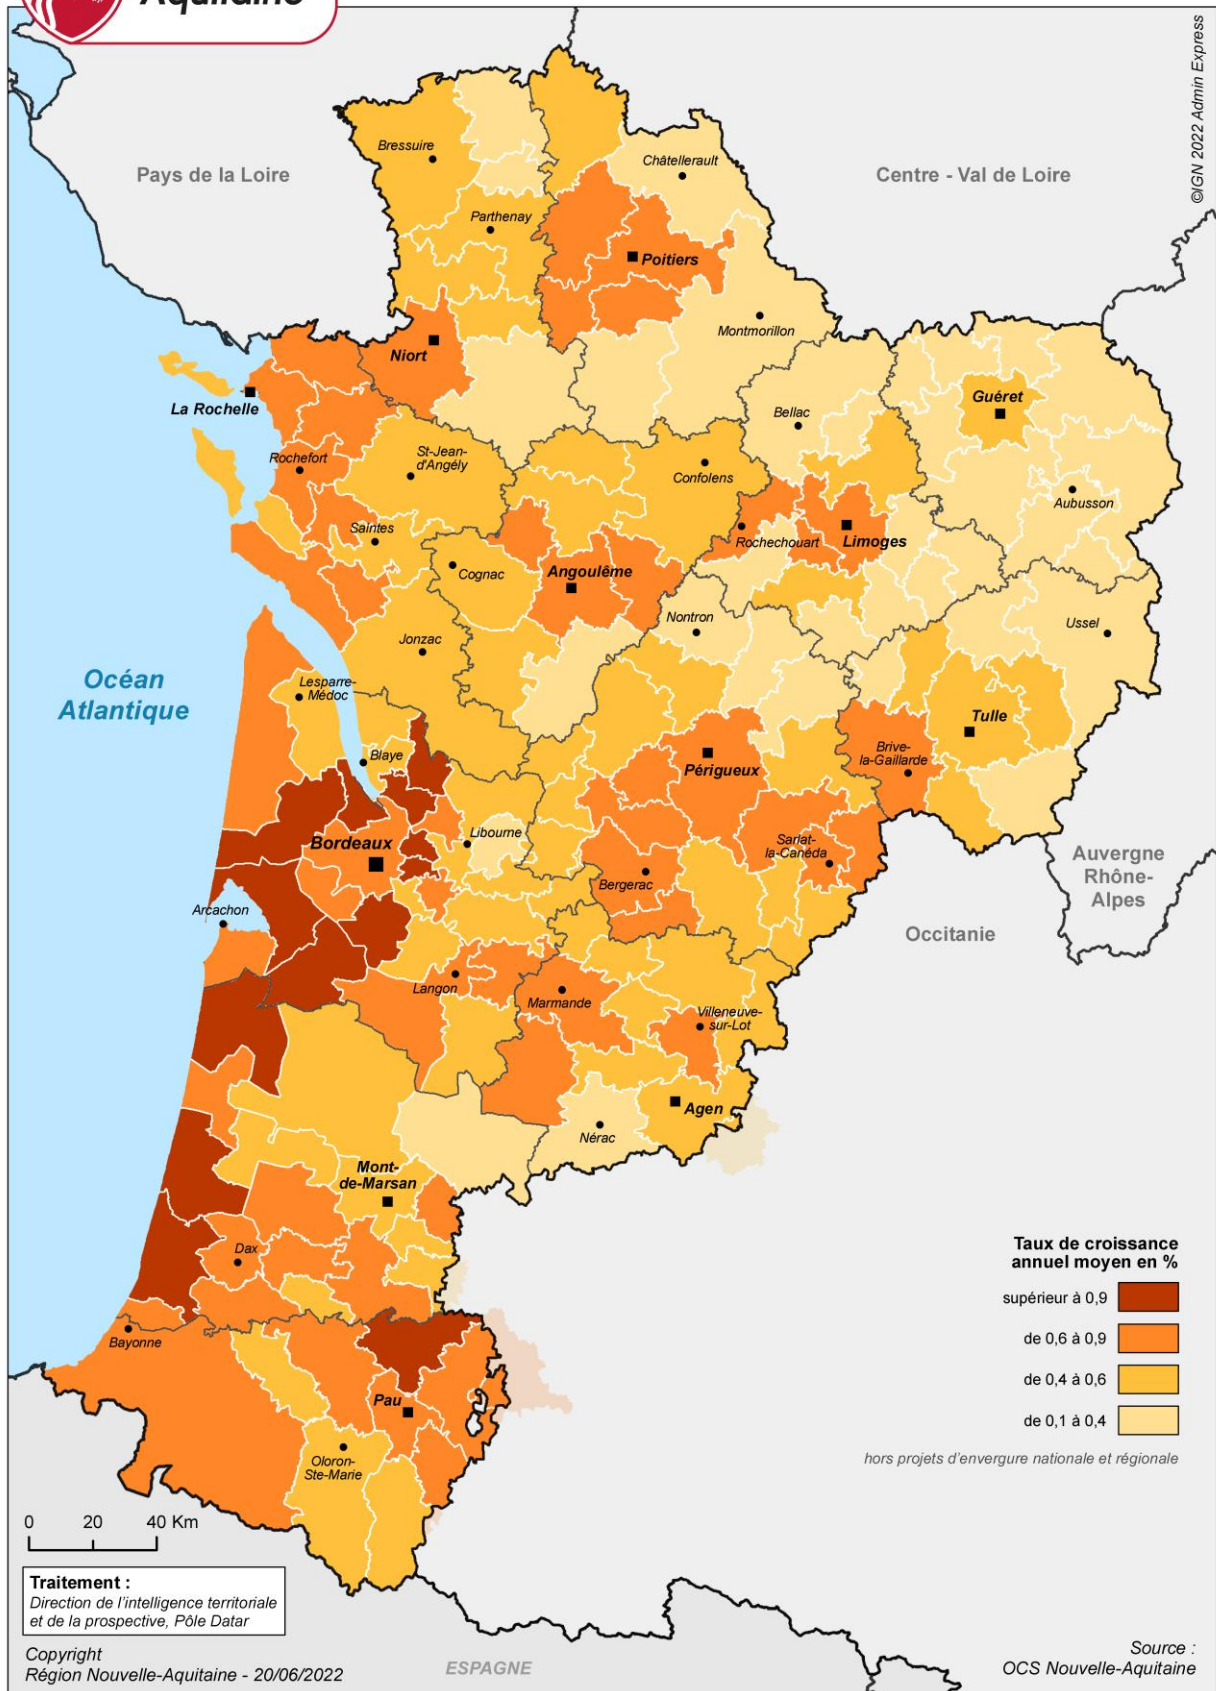 Aquitaine
©IGN 2022 Admin Express
Pays de la Loire
Centre - Val de Loire
Bressuire
Châtellerault
Parthenay
Poitiers
Montmorillon
Niort
La Rochelle
Guéret
Bellac
Rochefort
St-Jean-
d'Angély
Confolens
Aubusson
Saintes
Rochechouart
Limoges
Cognac
Angoulême
Nontron
Ussel
Jonzac
Océan
Atlantique
Lesparre-
Médoc
Tulle
Blaye
Périgueux
Brive-
la-Gaillarde
Bordeaux
Libourne
Sarlat-
la-Canéda
Bergerac
Auvergne
Rhône-
Alpes
Arcachon
Occitanie
Langon
Marmande
Villeneuve-
sur-Lot
Agen
Nérac
Mont-
de-Marsan
Dax
Bayonne
Pau
Oloron-
Ste-Marie
Taux de croissance
annuel moyen en %
supérieur à 0,9
de 0,6 à 0,9
de 0,4 à 0,6
de 0,1 à 0,4
hors projets d'envergure nationale et régionale
0 20 40 Km
Traitement :
Direction de l'intelligence territoriale
et de la prospective, Pôle Datar
Copyright
Région Nouvelle-Aquitaine - 20/06/2022
ESPAGNE
Source :
OCS Nouvelle-Aquitaine